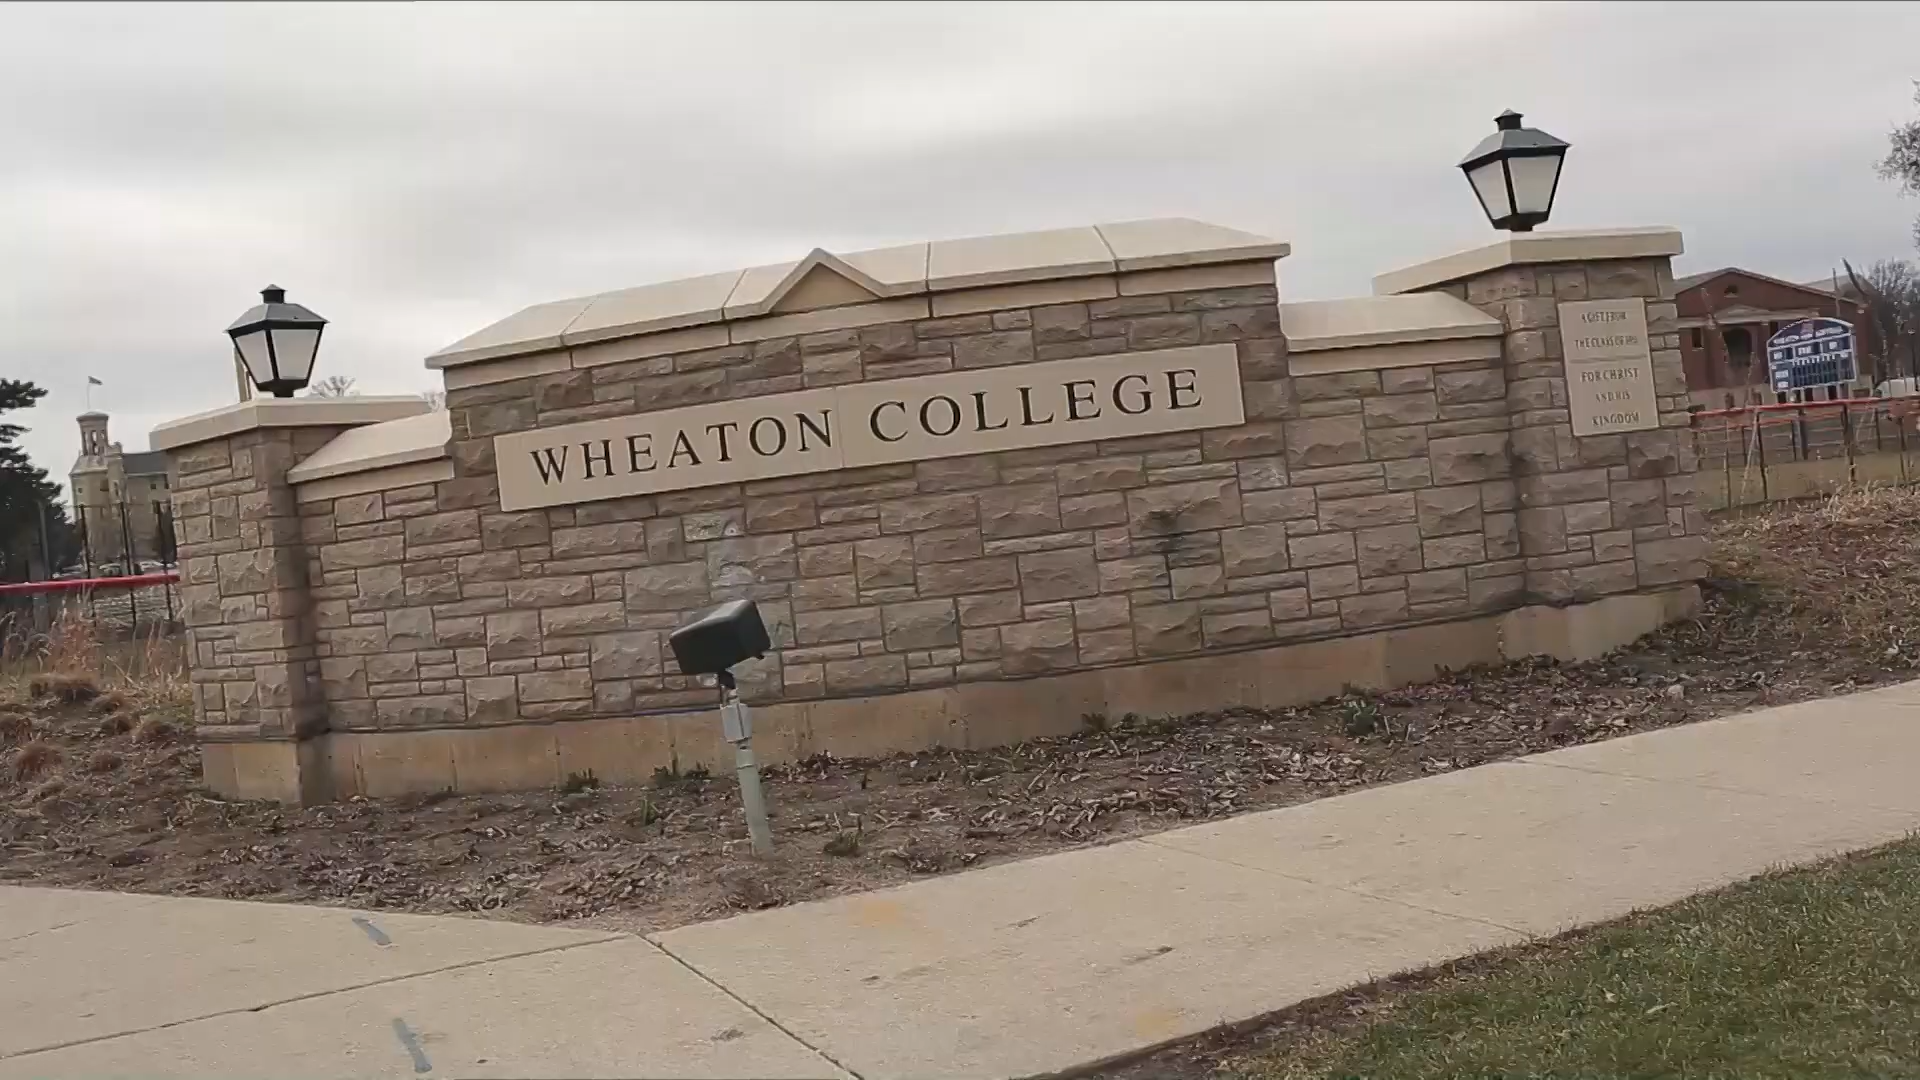 WHEATON COLLEGE
A GIFT FROM
THE CLASS OF
FOR CHRIST
AND HIS
KINGDOM